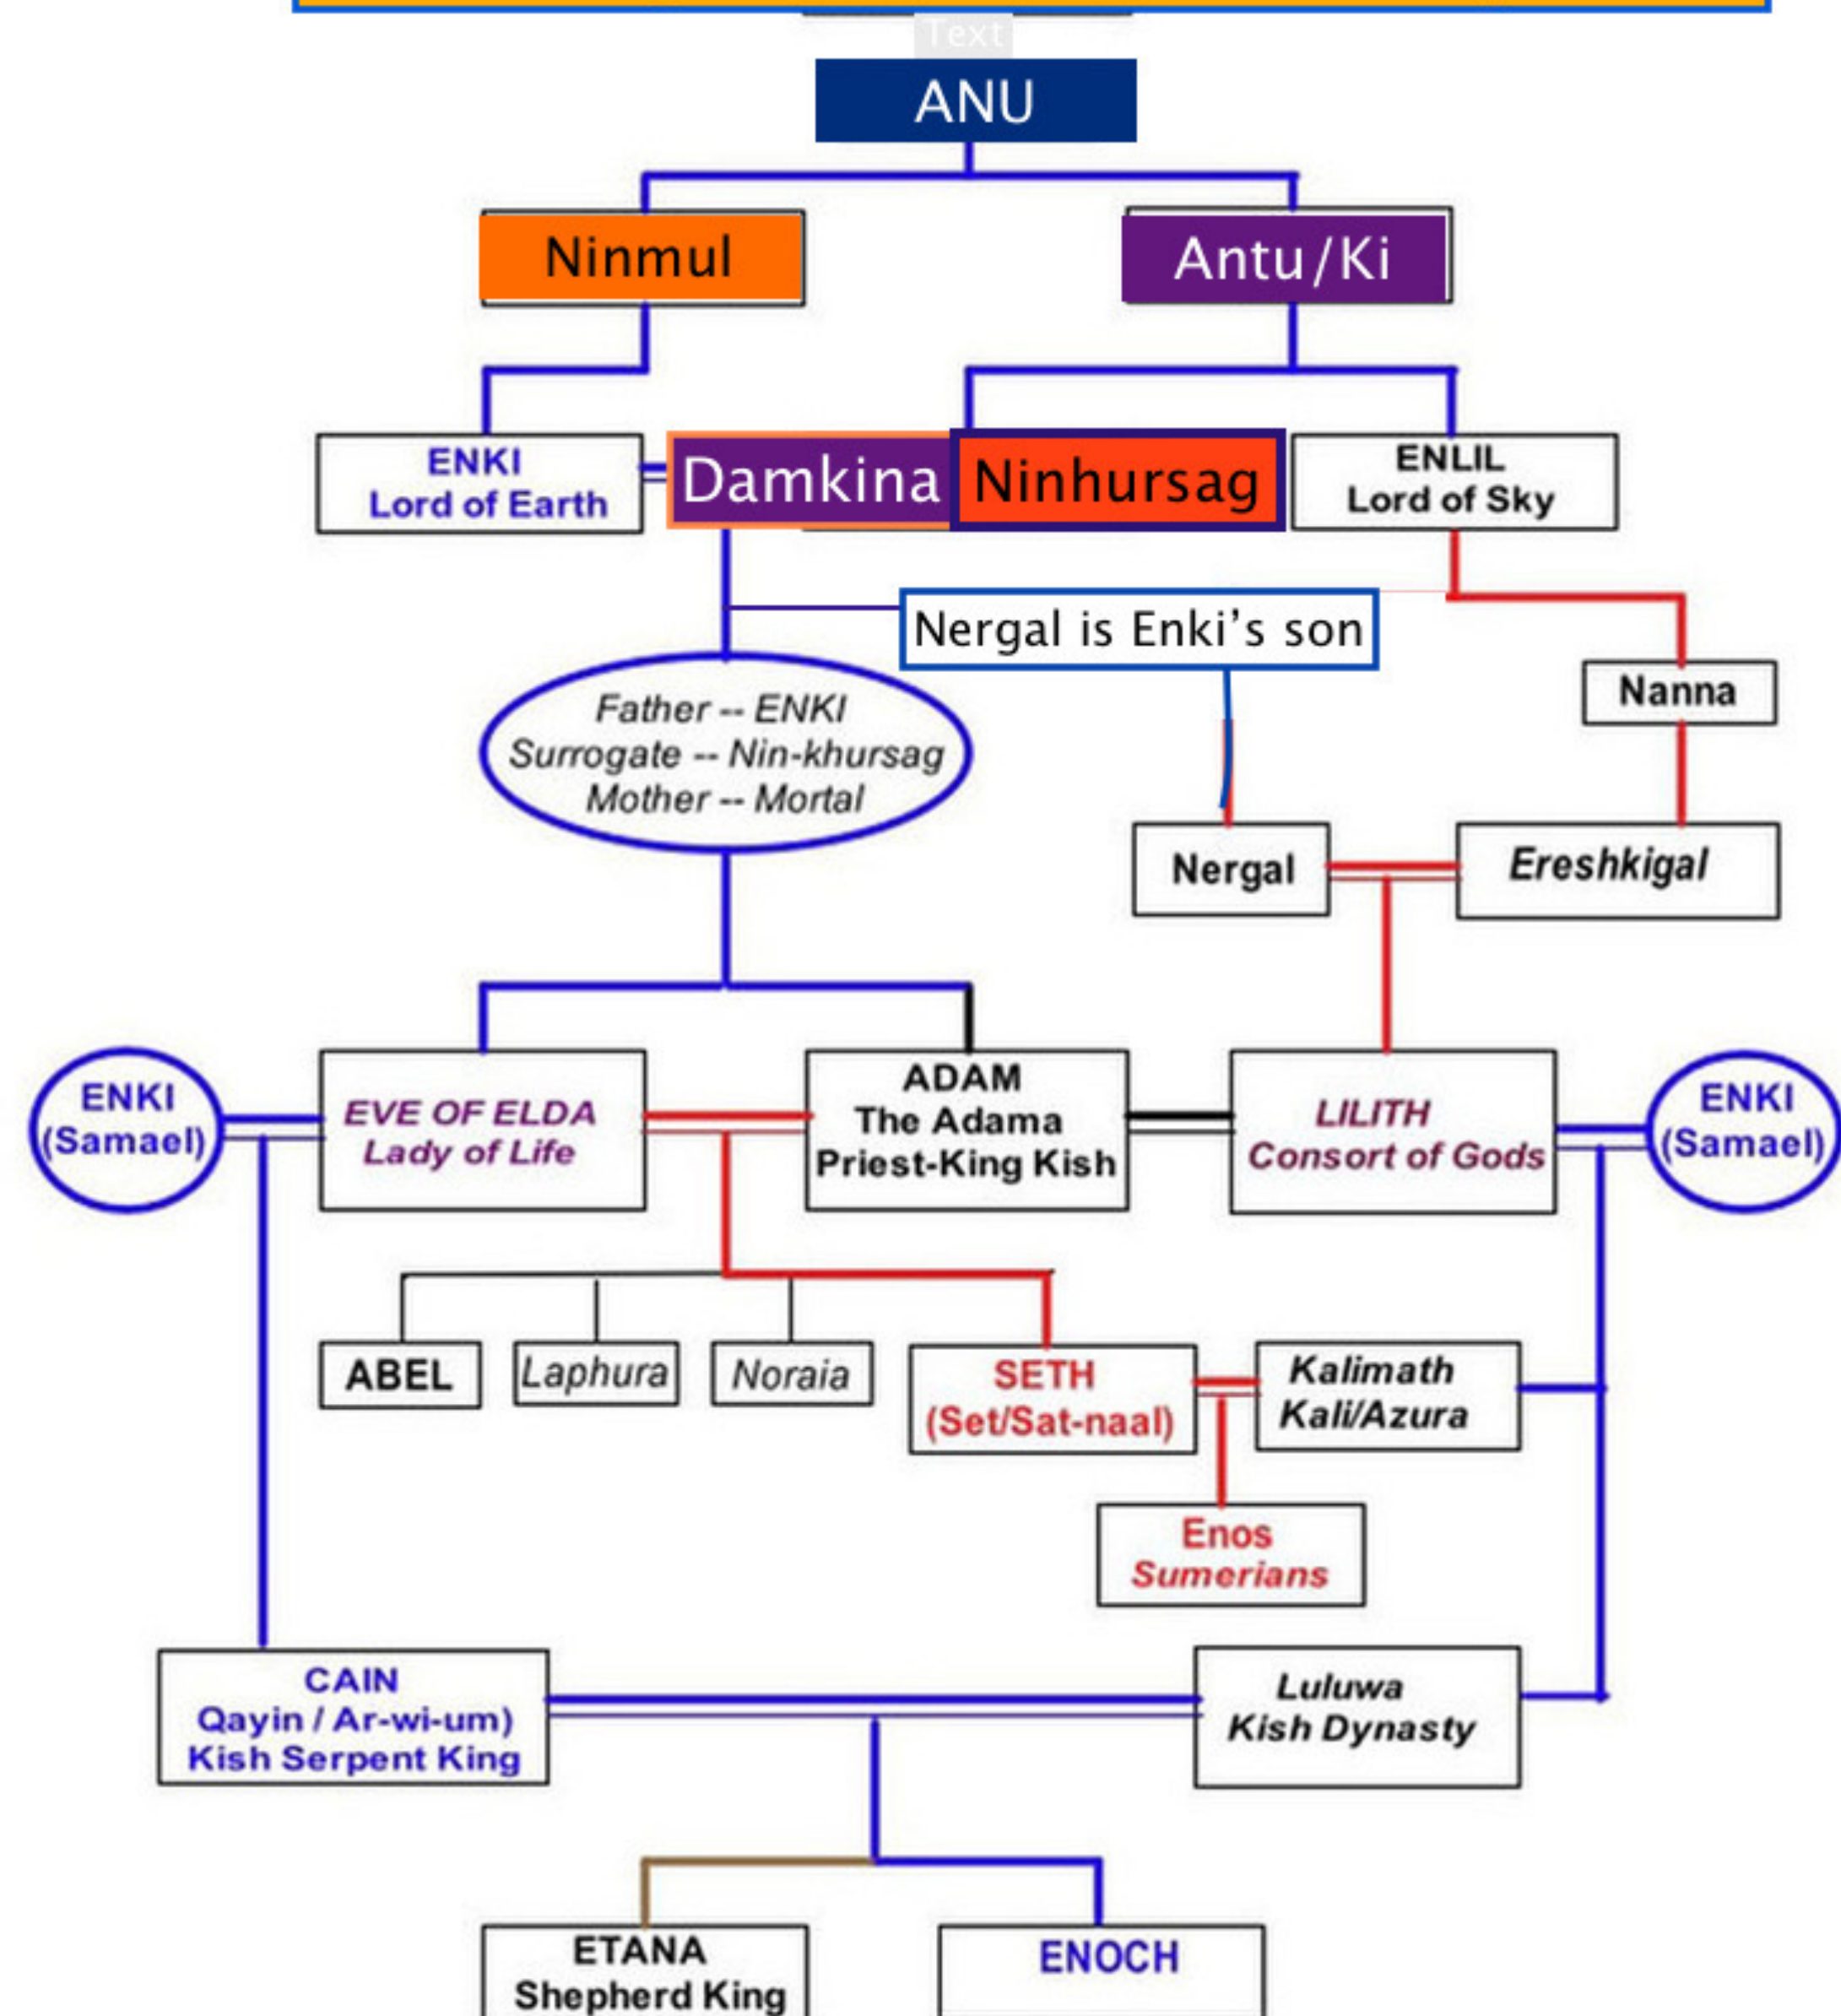 Text
ANU
Ninmul
Antu/Ki
ENKI
Lord of Earth
Damkina
Ninhursag
ENLIL
Lord of Sky
Nergal is Enki’s son
Father -- ENKI
Surrogate -- Nin-khursag
Mother -- Mortal
Nanna
Nergal
Ereshkigal
ENKI
(Samael)
EVE OF ELDA
Lady of Life
ADAM
The Adama
Priest-King Kish
LILITH
Consort of Gods
ENKI
(Samael)
ABEL
Laphura
Noraia
SETH
(Set/Sat-naal)
Kalimath
Kali/Azura
Enos
Sumerians
CAIN
Qayin / Ar-wi-um)
Kish Serpent King
Luluwa
Kish Dynasty
ETANA
Shepherd King
ENOCH